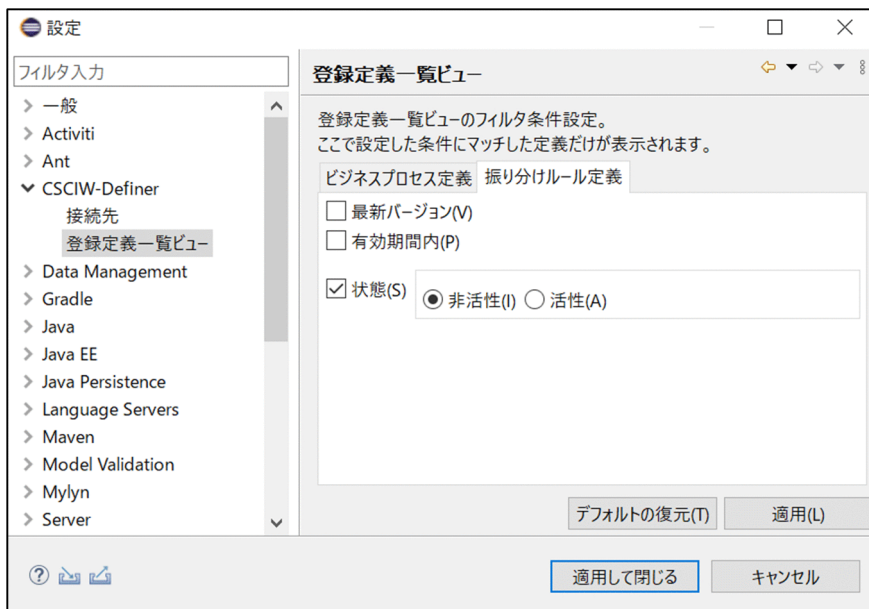 設定
フィルタ入力
一般
Activiti
Ant
CSCIW-Definer
接続先
登録定義一覧ビュー
Data Management
Gradle
Java
Java EE
Java Persistence
Language Servers
Maven
Model Validation
Mylyn
Server
登録定義一覧ビュー
登録定義一覧ビューのフィルタ条件設定。
ここで設定した条件にマッチした定義だけが表示されます。
ビジネスプロセス定義 振り分けルール定義
最新バージョン(V)
有効期間内(P)
状態(S) 非活性(I) 活性(A)
デフォルトの復元(T) 適用(L)
適用して閉じる キャンセル